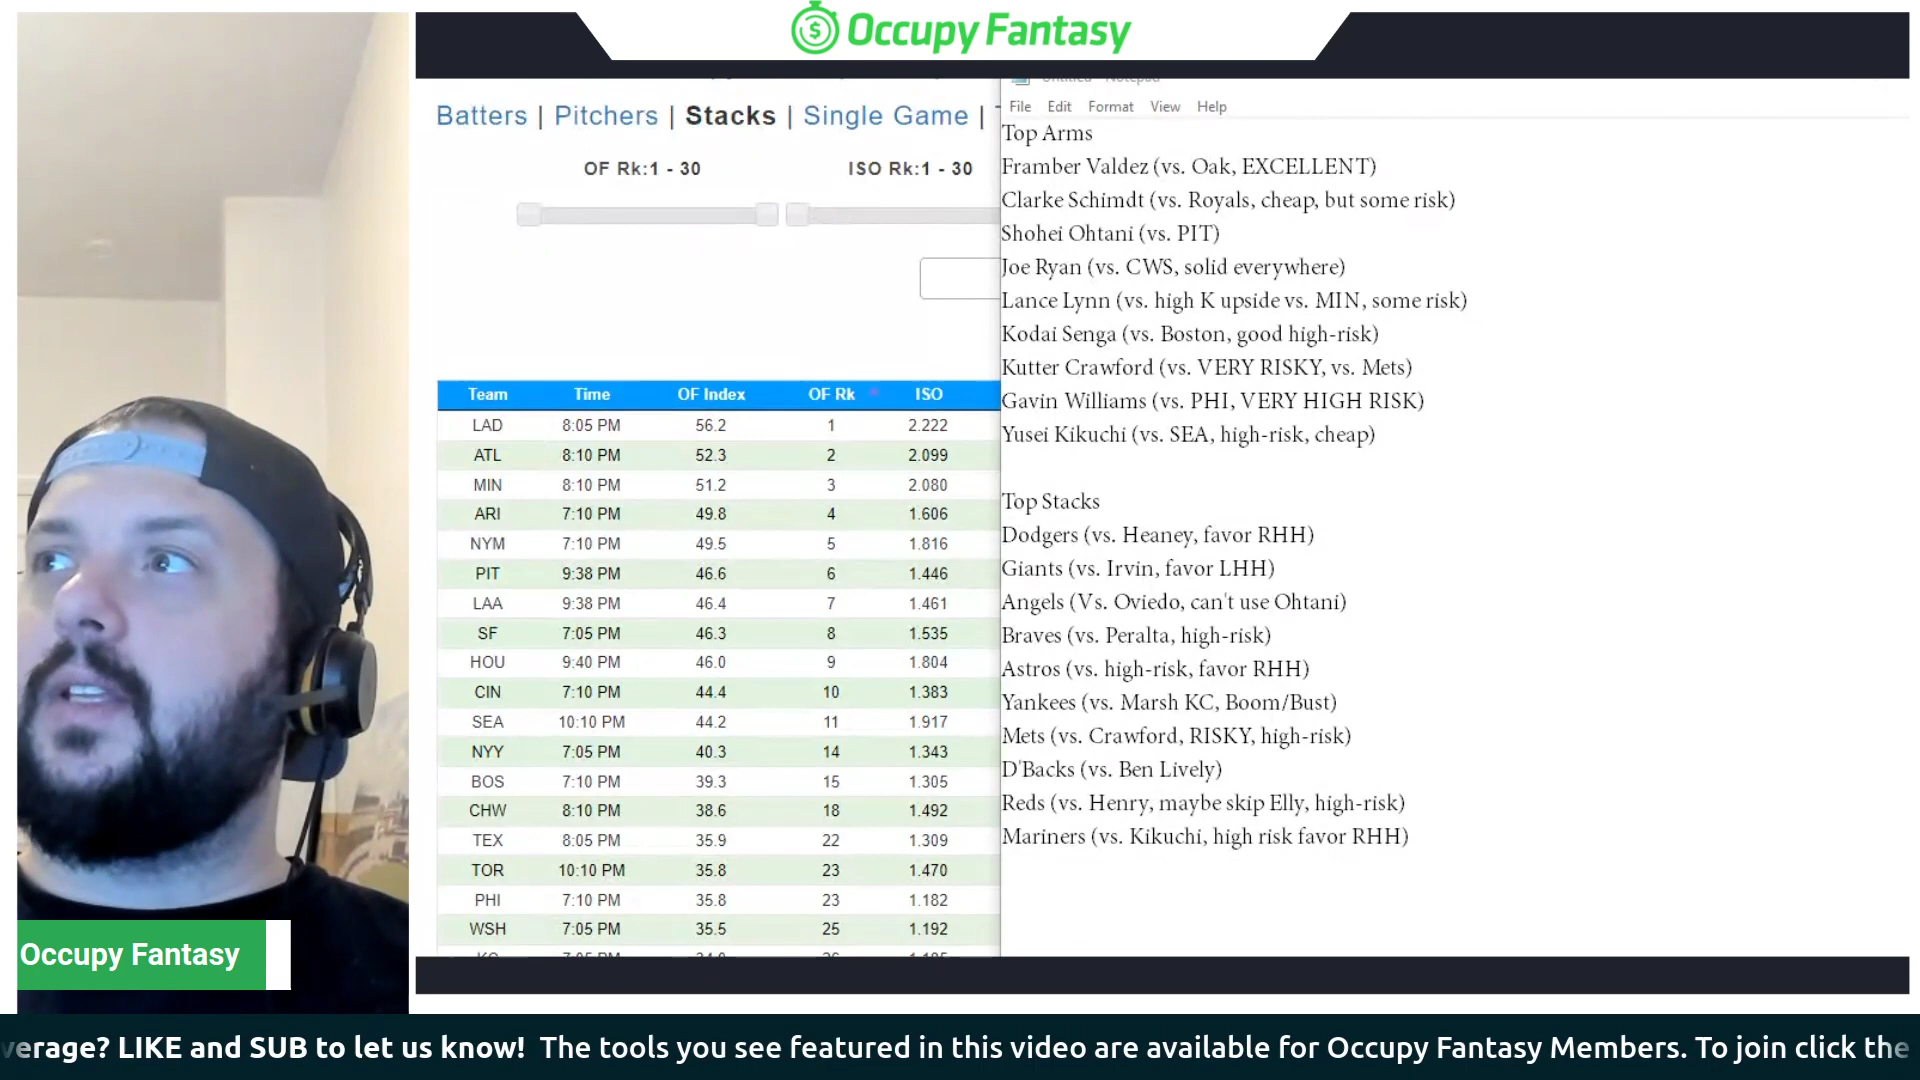 Occupy Fantasy
Batters | Pitchers | Stacks | Single Game |
OF Rk:1 - 30
ISO Rk:1 - 30
Team Time OF Index OF Rk ISO
LAD 8:05 PM 56.2 1 2.222
ATL 8:10 PM 52.3 2 2.099
MIN 8:10 PM 51.2 3 2.080
ARI 7:10 PM 49.8 4 1.606
NYM 7:10 PM 49.5 5 1.816
PIT 9:38 PM 46.6 6 1.446
LAA 9:38 PM 46.4 7 1.461
SF 7:05 PM 46.3 8 1.535
HOU 9:40 PM 46.0 9 1.804
CIN 7:10 PM 44.4 10 1.383
SEA 10:10 PM 44.2 11 1.917
NYY 7:05 PM 40.3 14 1.343
BOS 7:10 PM 39.3 15 1.305
CHW 8:10 PM 38.6 18 1.492
TEX 8:05 PM 35.9 22 1.309
TOR 10:10 PM 35.8 23 1.470
PHI 7:10 PM 35.8 23 1.182
WSH 7:05 PM 35.5 25 1.192
Untitled - Notepad
File Edit Format View Help
Top Arms
Framber Valdez (vs. Oak, EXCELLENT)
Clarke Schimdt (vs. Royals, cheap, but some risk)
Shohei Ohtani (vs. PIT)
Joe Ryan (vs. CWS, solid everywhere)
Lance Lynn (vs. high K upside vs. MIN, some risk)
Kodai Senga (vs. Boston, good high-risk)
Kutter Crawford (vs. VERY RISKY, vs. Mets)
Gavin Williams (vs. PHI, VERY HIGH RISK)
Yusei Kikuchi (vs. SEA, high-risk, cheap)
Top Stacks
Dodgers (vs. Heaney, favor RHH)
Giants (vs. Irvin, favor LHH)
Angels (Vs. Oviedo, can't use Ohtani)
Braves (vs. Peralta, high-risk)
Astros (vs. high-risk, favor RHH)
Yankees (vs. Marsh KC, Boom/Bust)
Mets (vs. Crawford, RISKY, high-risk)
D'Backs (vs. Ben Lively)
Reds (vs. Henry, maybe skip Elly, high-risk)
Mariners (vs. Kikuchi, high risk favor RHH)
Occupy Fantasy
verage? LIKE and SUB to let us know! The tools you see featured in this video are available for Occupy Fantasy Members. To join click the